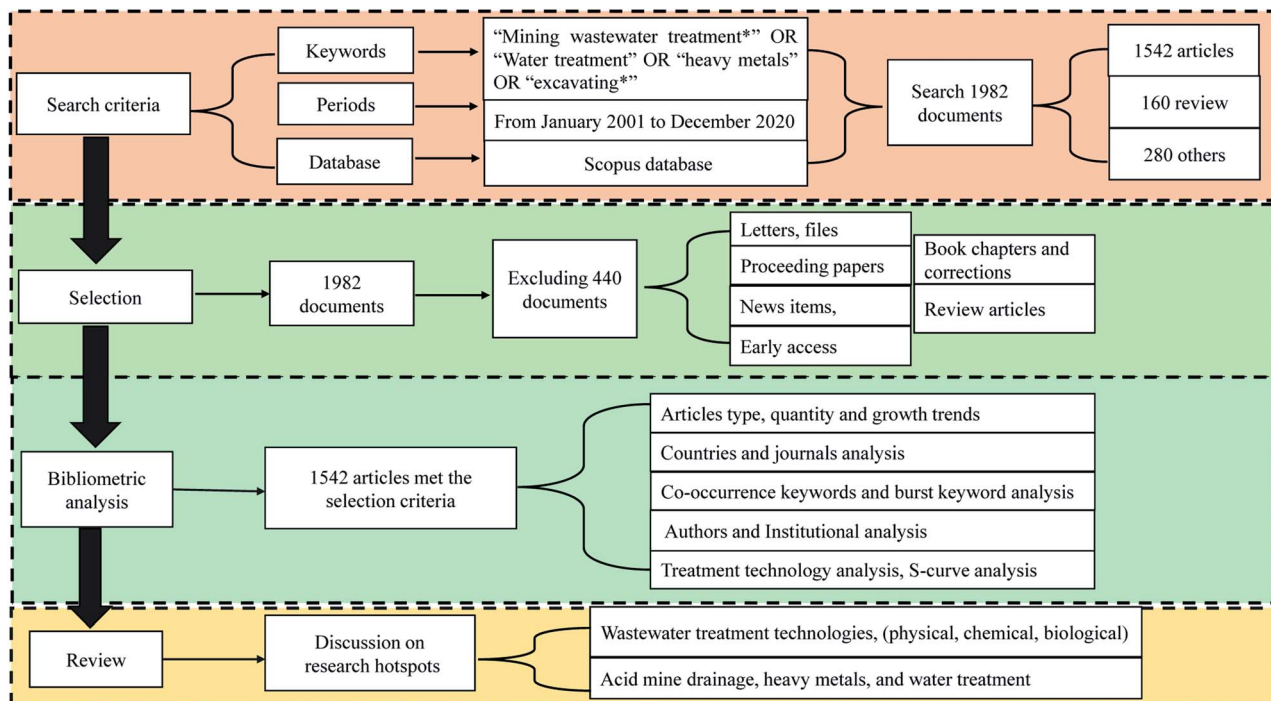 Search criteria
Keywords
Periods
Database
“Mining wastewater treatment*” OR
“Water treatment” OR “heavy metals”
OR “excavating*”
From January 2001 to December 2020
Scopus database
Search 1982
documents
1542 articles
160 review
280 others
Selection
1982
documents
Excluding 440
documents
Letters, files
Proceeding papers
News items,
Early access
Book chapters and
corrections
Review articles
Bibliometric
analysis
1542 articles met the
selection criteria
Articles type, quantity and growth trends
Countries and journals analysis
Co-occurrence keywords and burst keyword analysis
Authors and Institutional analysis
Treatment technology analysis, S-curve analysis
Review
Discussion on
research hotspots
Wastewater treatment technologies, (physical, chemical, biological)
Acid mine drainage, heavy metals, and water treatment